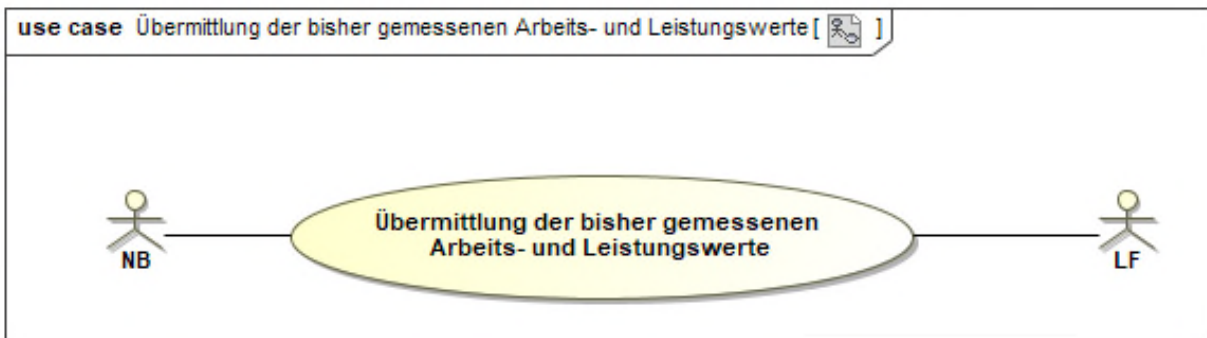 use case Übermittlung der bisher gemessenen Arbeits- und Leistungswerte [ ]
Übermittlung der bisher gemessenen
Arbeits- und Leistungswerte
NB
LF